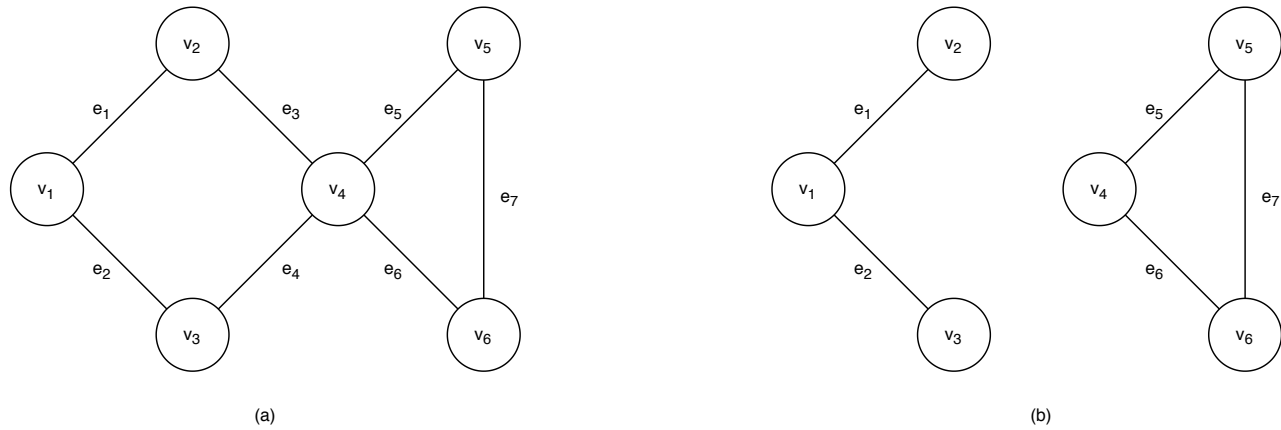 v2 v5 v2 v5
e1 e3 e5 e1 e5
v1 v4 e7 v1 v4 e7
e2 e4 e6 e2 e6
v3 v6 v3 v6
(a) (b)